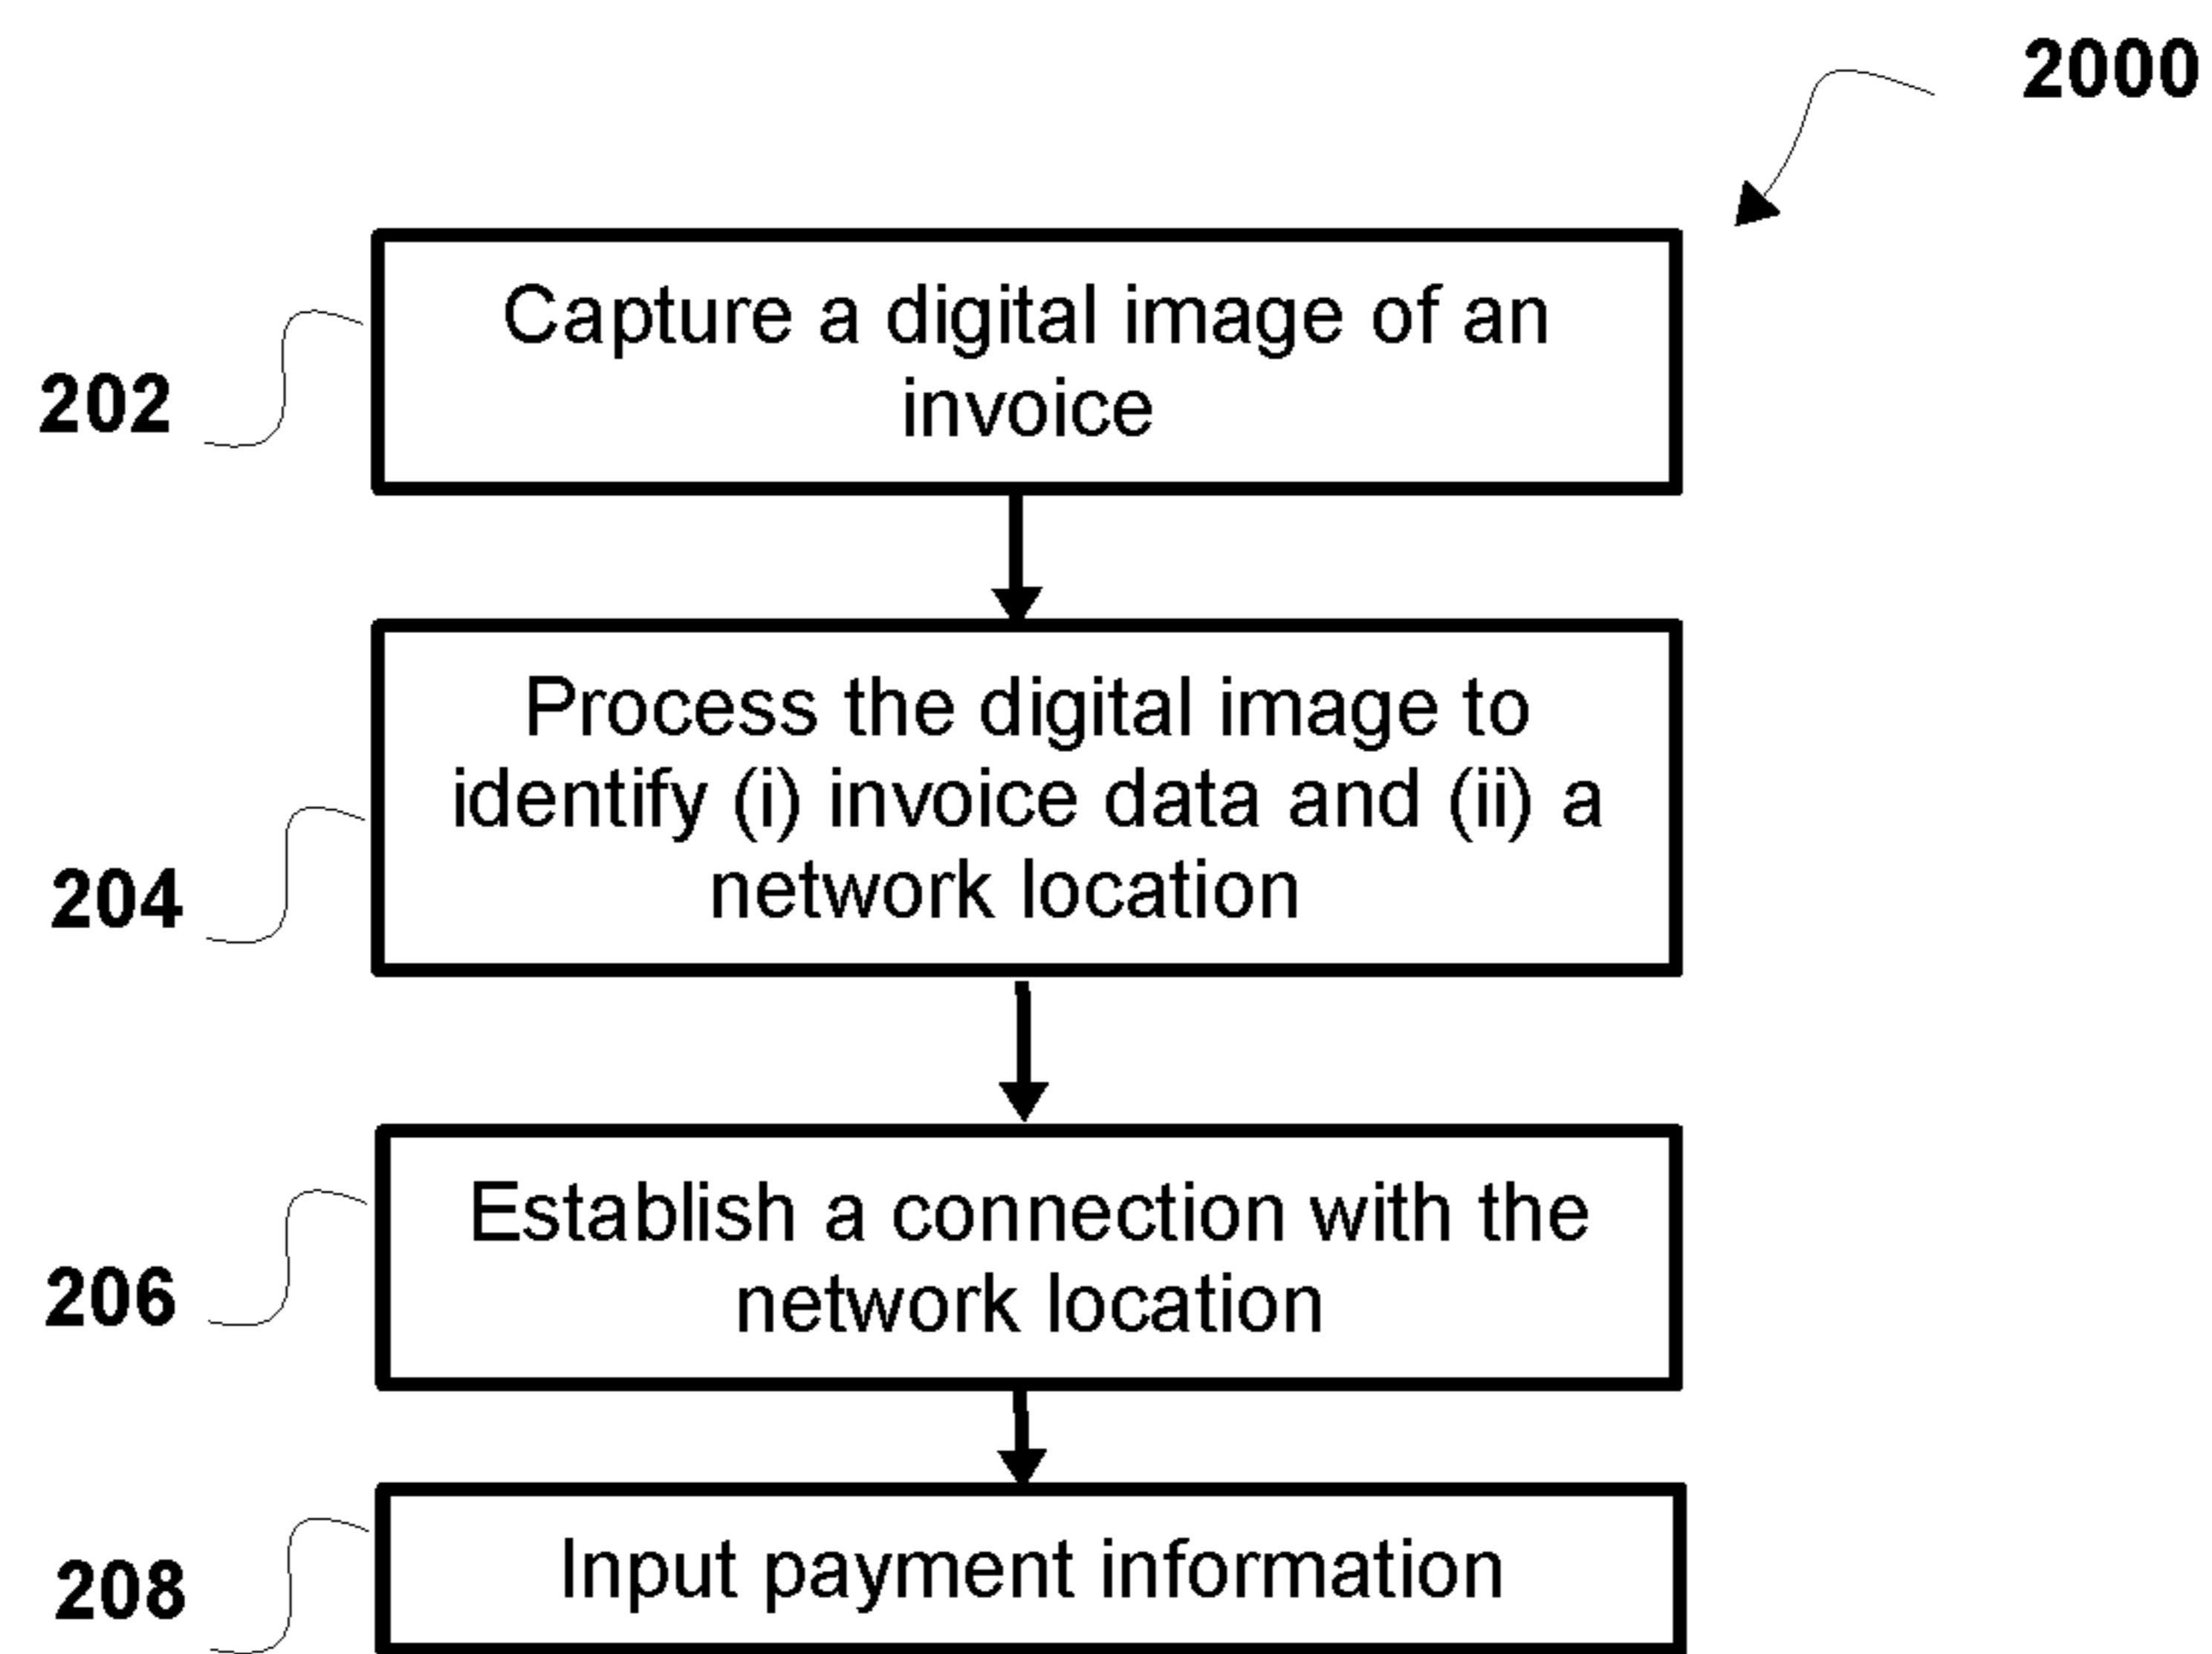 2000
Capture a digital image of an
invoice
202
Process the digital image to
identify (i) invoice data and (ii) a
network location
204
Establish a connection with the
network location
206
Input payment information
208